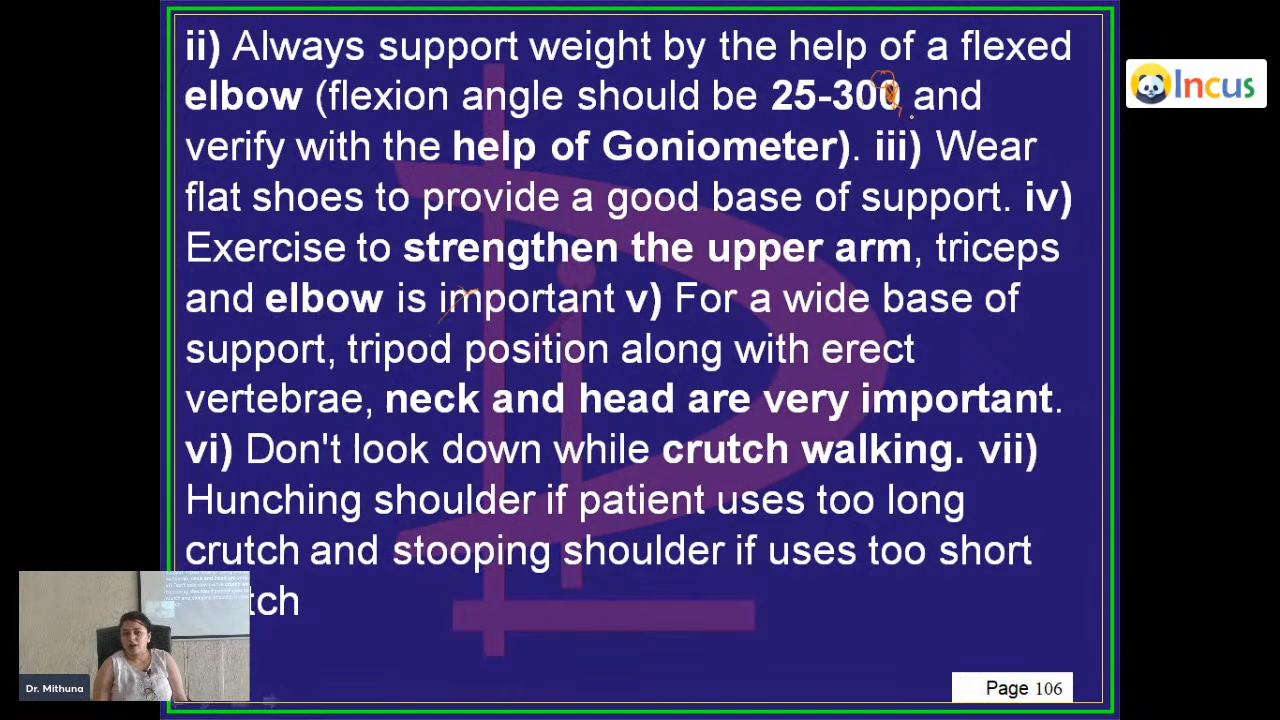 ii) Always support weight by the help of a flexed
elbow (flexion angle should be 25-300 and
verify with the help of Goniometer). iii) Wear
flat shoes to provide a good base of support. iv)
Exercise to strengthen the upper arm, triceps
and elbow is important v) For a wide base of
support, tripod position along with erect
vertebrae, neck and head are very important.
vi) Don't look down while crutch walking. vii)
Hunching shoulder if patient uses too long
crutch and stooping shoulder if uses too short
tch
Incus
Dr. Mithuna
Page 106